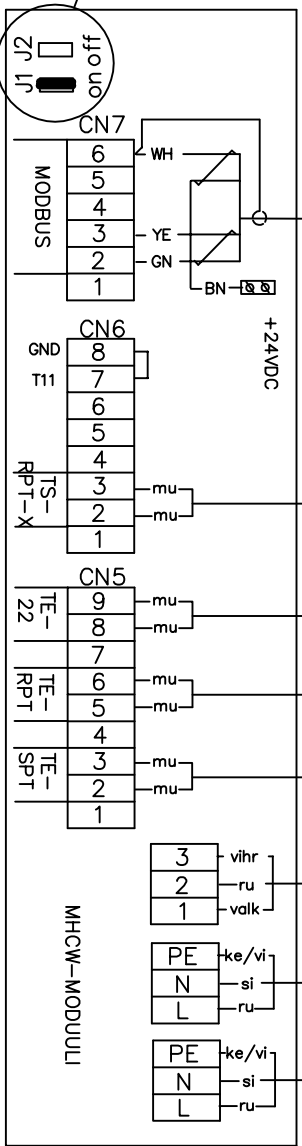 J2 off
J1 on
CN7
6 WH
5
4
3 YE
2 GN
1
MODBUS
BN
+24VDC
CN6
GND 8
T11 7
6
5
4
3 mu
2 mu
1
TS-
RPT-X
CN5
9 mu
8 mu
7
6 mu
5 mu
4
3 mu
2 mu
1
TE-
22
TE-
RPT
TE-
SPT
3 vihr
2 ru
1 valk
MHCW-MODUULI
PE ke/vi
N si
L ru
PE ke/vi
N si
L ru